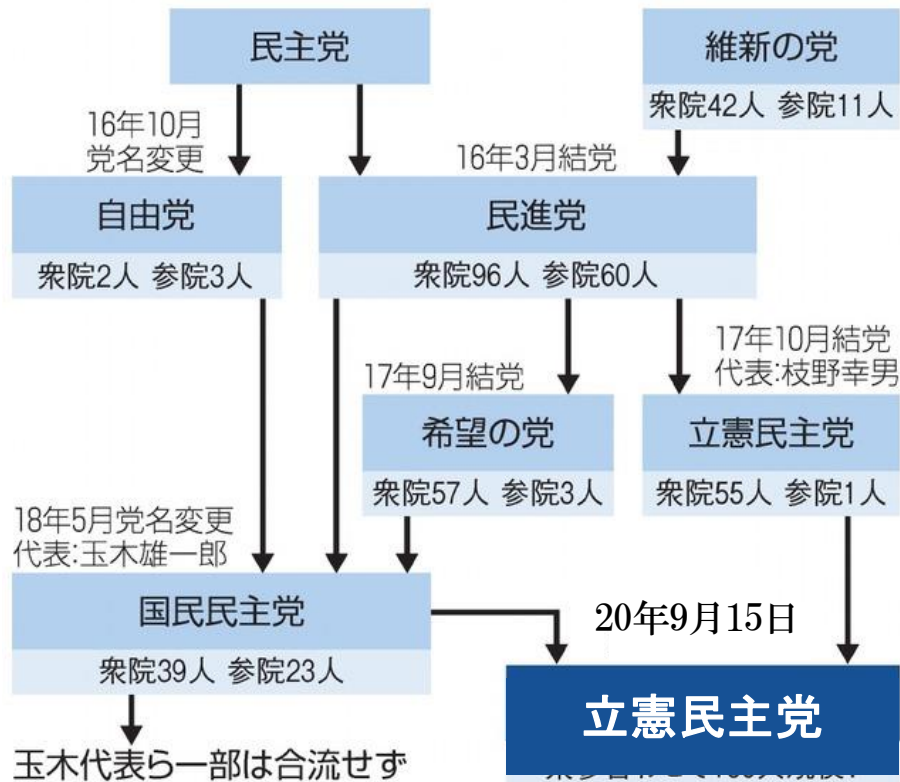 民主党
維新の党
衆院42人 参院11人
16年10月
党名変更
16年3月結党
自由党
衆院2人 参院3人
民進党
衆院96人 参院60人
17年10月結党
代表:枝野幸男
17年9月結党
希望の党
衆院57人 参院3人
立憲民主党
衆院55人 参院1人
18年5月党名変更
代表:玉木雄一郎
国民民主党
衆院39人 参院23人
20年9月15日
立憲民主党
玉木代表ら一部は合流せず